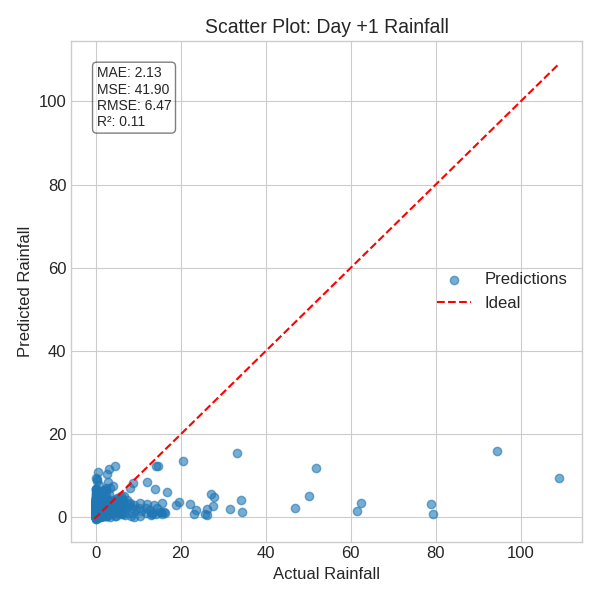 Scatter Plot: Day +1 Rainfall
MAE: 2.13
MSE: 41.90
RMSE: 6.47
R²: 0.11
100
80
60
40
20
0
Predicted Rainfall
Predictions
Ideal
0 20 40 60 80 100
Actual Rainfall